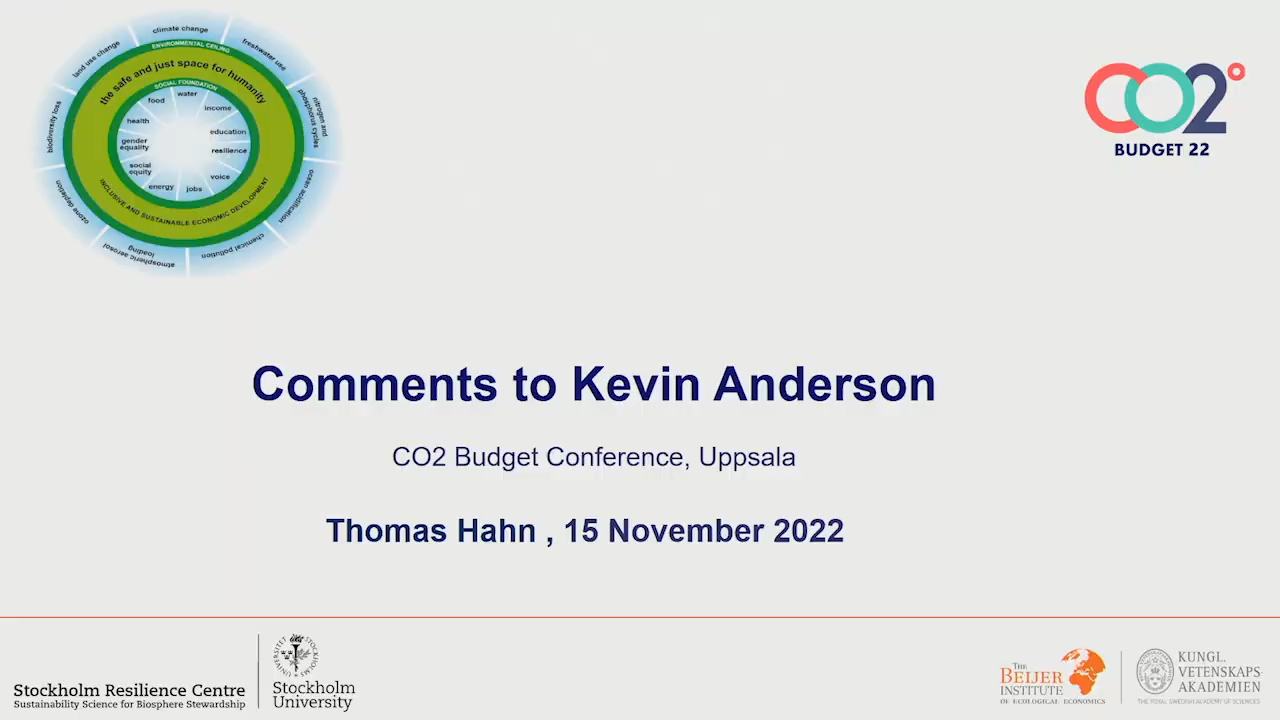 climate change
freshwater use
nitrogen and
phosphorus cycles
ocean acidification
chemical pollution
atmospheric aerosol
loading
ozone depletion
biodiversity loss
land use change
ENVIRONMENTAL CEILING
the safe and just space for humanity
SOCIAL FOUNDATION
water
income
education
resilience
voice
jobs
energy
social
equity
gender
equality
health
food
INCLUSIVE AND SUSTAINABLE ECONOMIC DEVELOPMENT
CO2°
BUDGET 22
Comments to Kevin Anderson
CO2 Budget Conference, Uppsala
Thomas Hahn , 15 November 2022
Stockholm Resilience Centre
Sustainability Science for Biosphere Stewardship
Stockholm
University
THE
BEIJER
INSTITUTE
OF ECOLOGICAL ECONOMICS
KUNGL.
VETENSKAPS-
AKADEMIEN
THE ROYAL SWEDISH ACADEMY OF SCIENCES